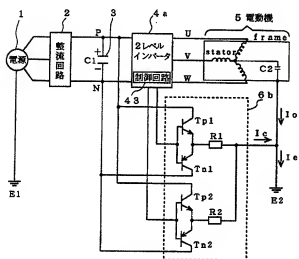 1
2
3
4a
5 電動機
電源
整流回路
P
+
C1
N
2レベル
インバータ
制御回路
43
U
V
W
frame
stator
C2
6b
Tp1
R1
Tn1
Ic
Io
Ie
Tp2
R2
Tn2
E1
E2